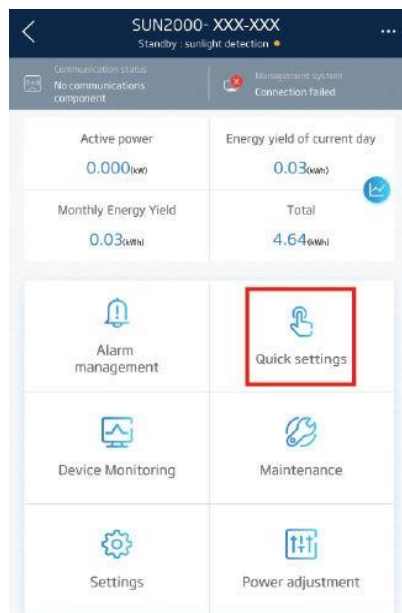 SUN2000- XXX-XXX
Standby : sunlight detection
Communication status
No communications
component
Management system
Connection failed
Active power
0.000(kW)
Energy yield of current day
0.03(kWh)
Monthly Energy Yield
0.03(kWh)
Total
4.64(kWh)
Alarm
management
Quick settings
Device Monitoring
Maintenance
Settings
Power adjustment